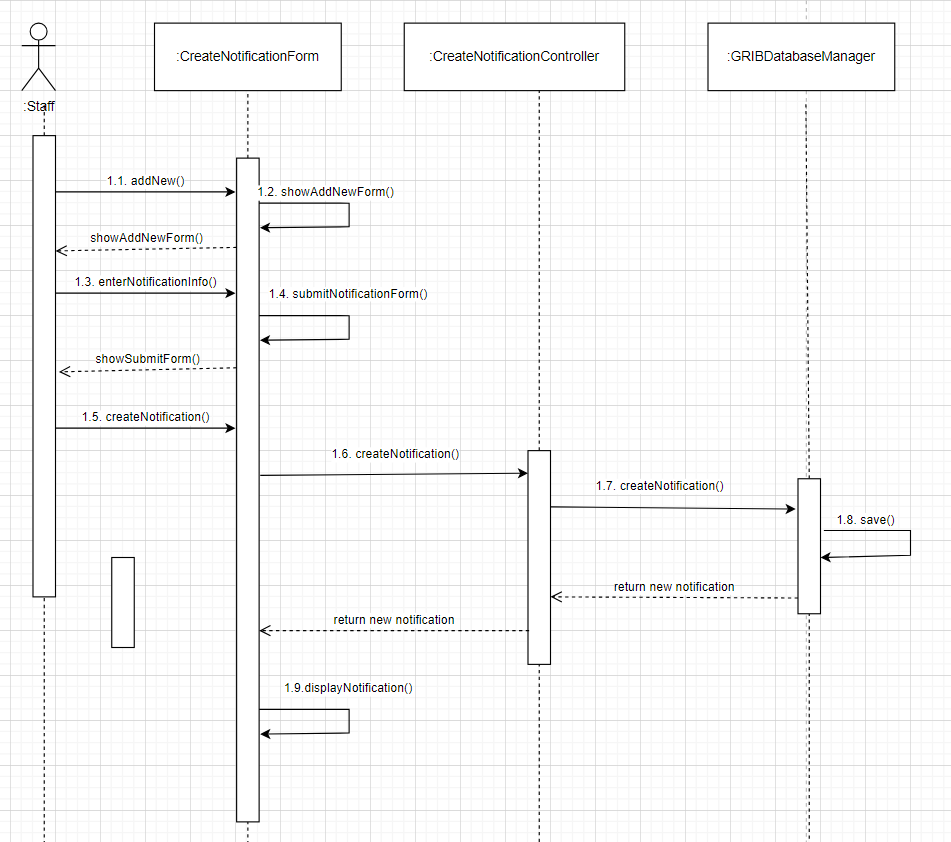 :CreateNotificationForm
:CreateNotificationController
:GRIBDatabaseManager
:Staff
1.1. addNew()
1.2. showAddNewForm()
showAddNewForm()
1.3. enterNotificationInfo()
1.4. submitNotificationForm()
showSubmitForm()
1.5. createNotification()
1.6. createNotification()
1.7. createNotification()
1.8. save()
return new notification
return new notification
1.9.displayNotification()